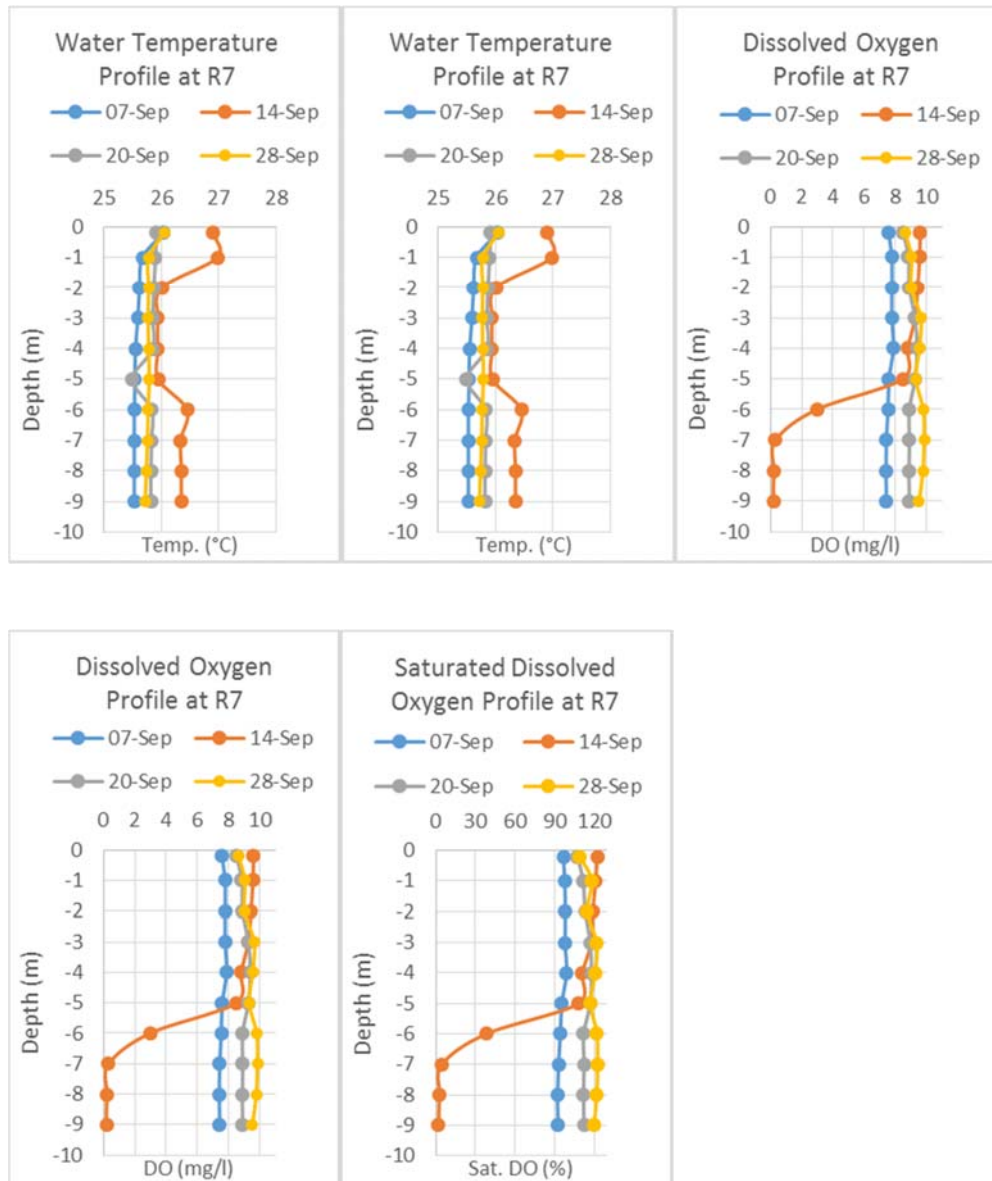 Water Temperature
Profile at R7
07-Sep 14-Sep
20-Sep 28-Sep
25 26 27 28
0
-1
-2
-3
-4
-5
-6
-7
-8
-9
-10
Depth (m)
Temp. (°C)
Water Temperature
Profile at R7
07-Sep 14-Sep
20-Sep 28-Sep
25 26 27 28
0
-1
-2
-3
-4
-5
-6
-7
-8
-9
-10
Depth (m)
Temp. (°C)
Dissolved Oxygen
Profile at R7
07-Sep 14-Sep
20-Sep 28-Sep
0 2 4 6 8 10
0
-1
-2
-3
-4
-5
-6
-7
-8
-9
-10
Depth (m)
DO (mg/l)
Dissolved Oxygen
Profile at R7
07-Sep 14-Sep
20-Sep 28-Sep
0 2 4 6 8 10
0
-1
-2
-3
-4
-5
-6
-7
-8
-9
-10
Depth (m)
DO (mg/l)
Saturated Dissolved
Oxygen Profile at R7
07-Sep 14-Sep
20-Sep 28-Sep
0 30 60 90 120
0
-1
-2
-3
-4
-5
-6
-7
-8
-9
-10
Depth (m)
Sat. DO (%)